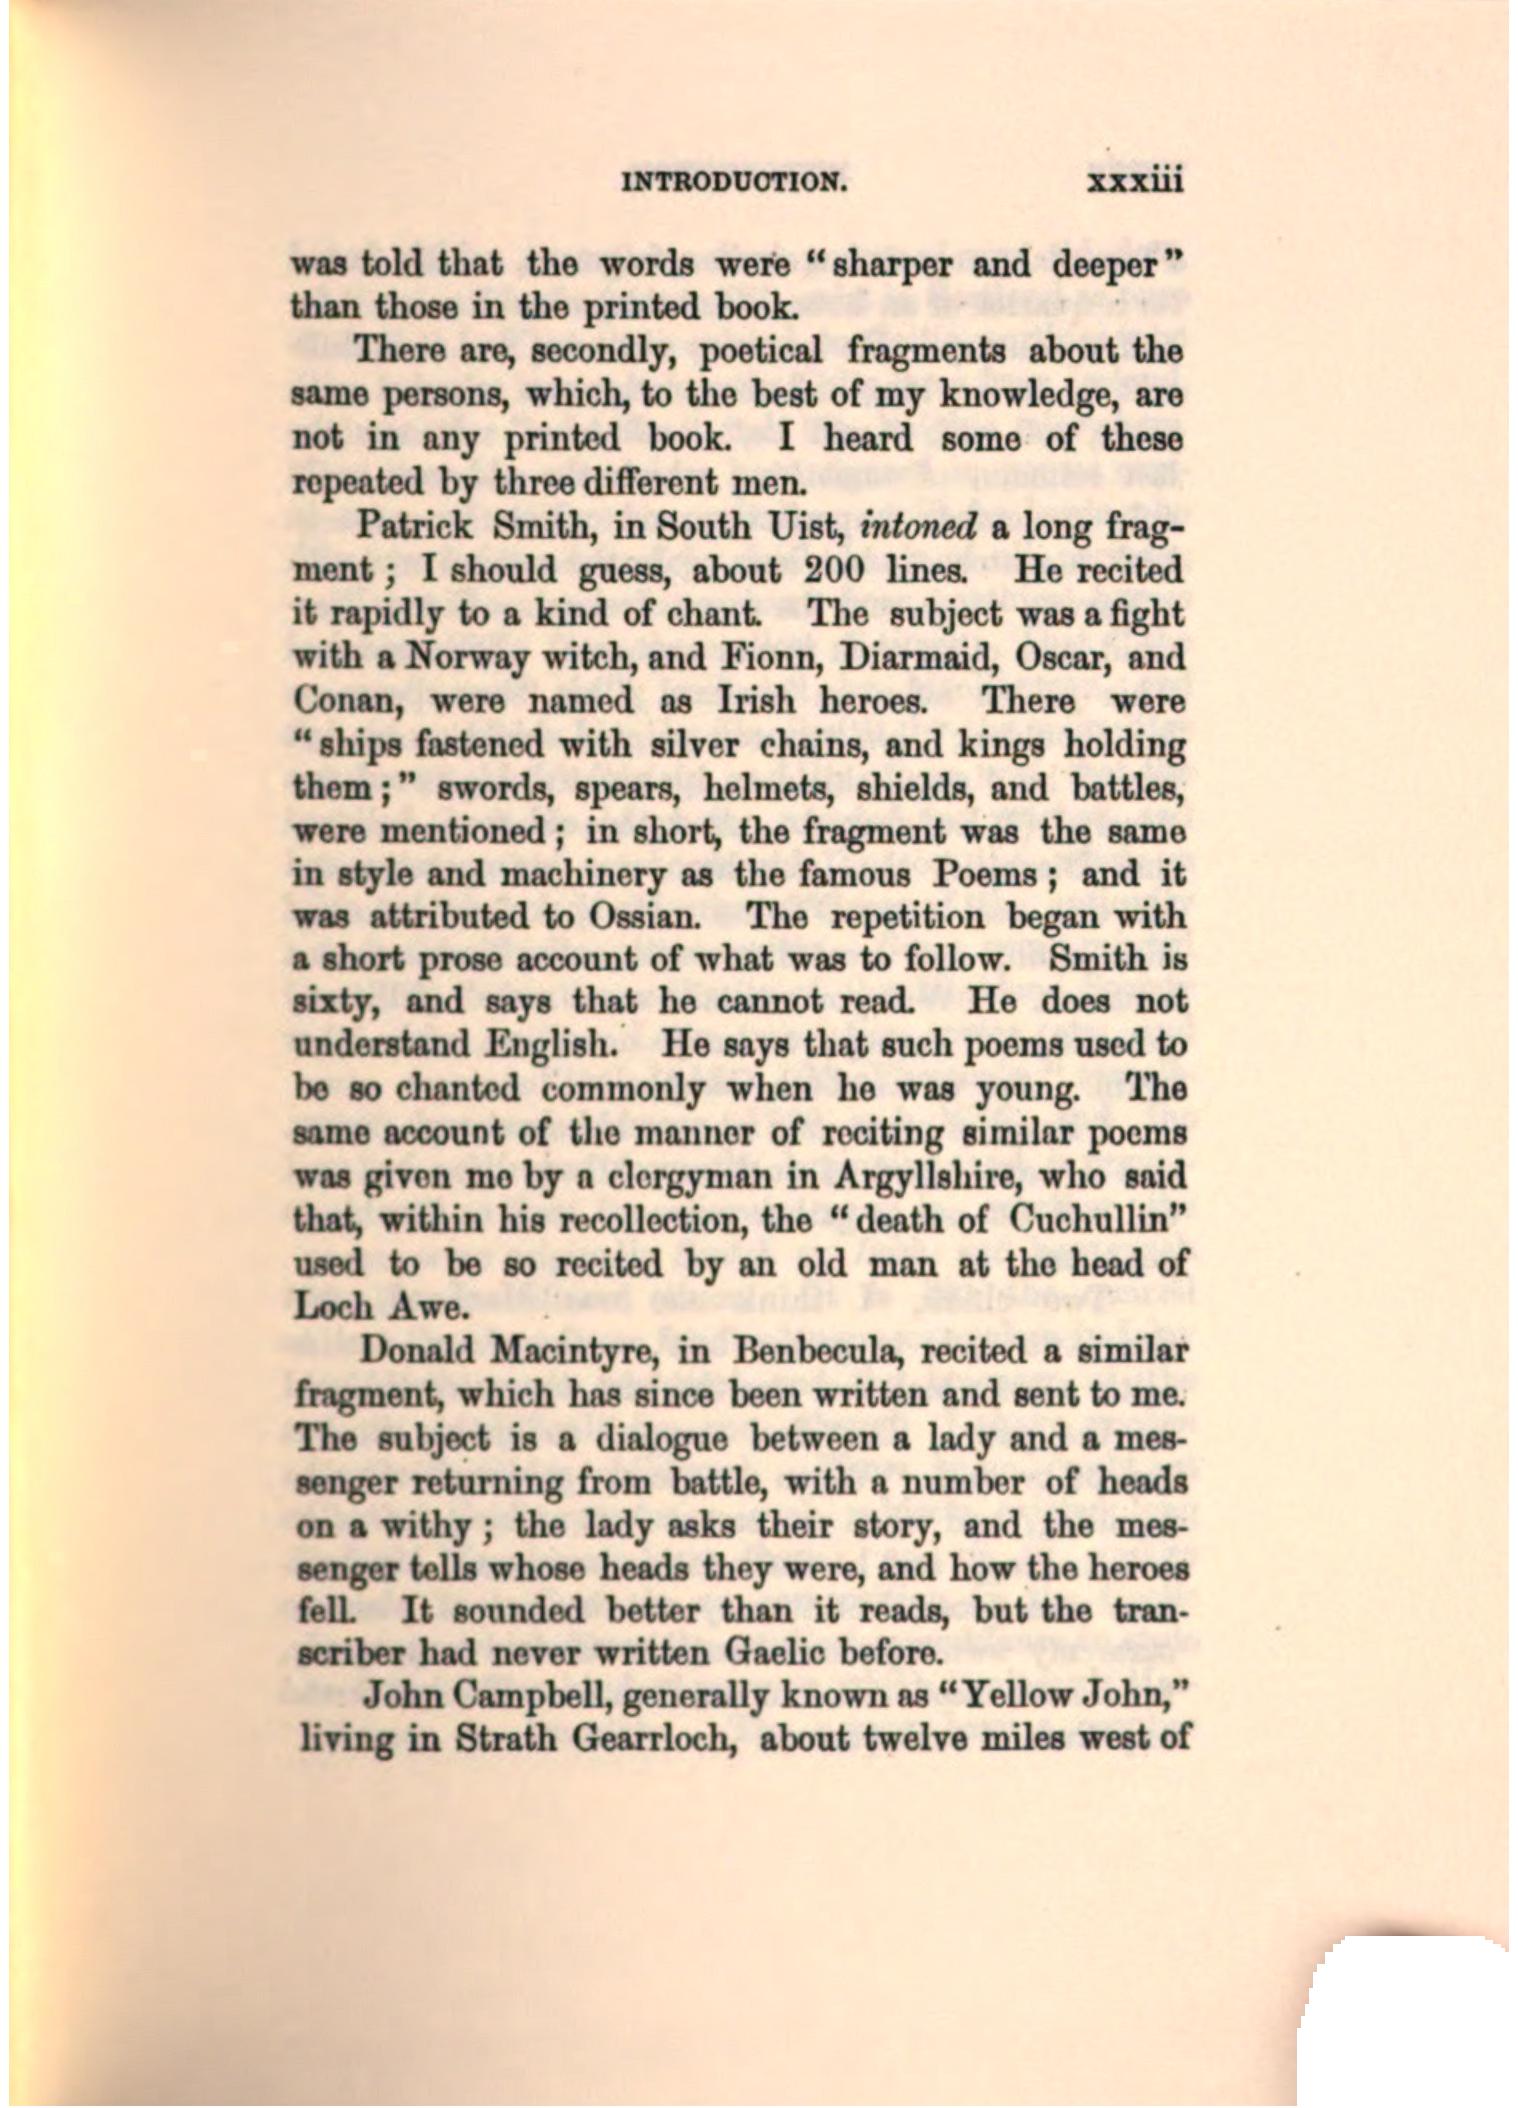 INTRODUCTION. xxxiii
was told that the words were “sharper and deeper”
than those in the printed book.
There are, secondly, poetical fragments about the
same persons, which, to the best of my knowledge, are
not in any printed book. I heard some of these
repeated by three different men.
Patrick Smith, in South Uist, intoned a long frag-
ment ; I should guess, about 200 lines. He recited
it rapidly to a kind of chant. The subject was a fight
with a Norway witch, and Fionn, Diarmaid, Oscar, and
Conan, were named as Irish heroes. There were
“ships fastened with silver chains, and kings holding
them ;” swords, spears, helmets, shields, and battles,
were mentioned ; in short, the fragment was the same
in style and machinery as the famous Poems ; and it
was attributed to Ossian. The repetition began with
a short prose account of what was to follow. Smith is
sixty, and says that he cannot read. He does not
understand English. He says that such poems used to
be so chanted commonly when he was young. The
same account of the manner of reciting similar poems
was given me by a clergyman in Argyllshire, who said
that, within his recollection, the “death of Cuchullin”
used to be so recited by an old man at the head of
Loch Awe.
Donald Macintyre, in Benbecula, recited a similar
fragment, which has since been written and sent to me.
The subject is a dialogue between a lady and a mes-
senger returning from battle, with a number of heads
on a withy ; the lady asks their story, and the mes-
senger tells whose heads they were, and how the heroes
fell. It sounded better than it reads, but the tran-
scriber had never written Gaelic before.
John Campbell, generally known as “Yellow John,”
living in Strath Gearrloch, about twelve miles west of